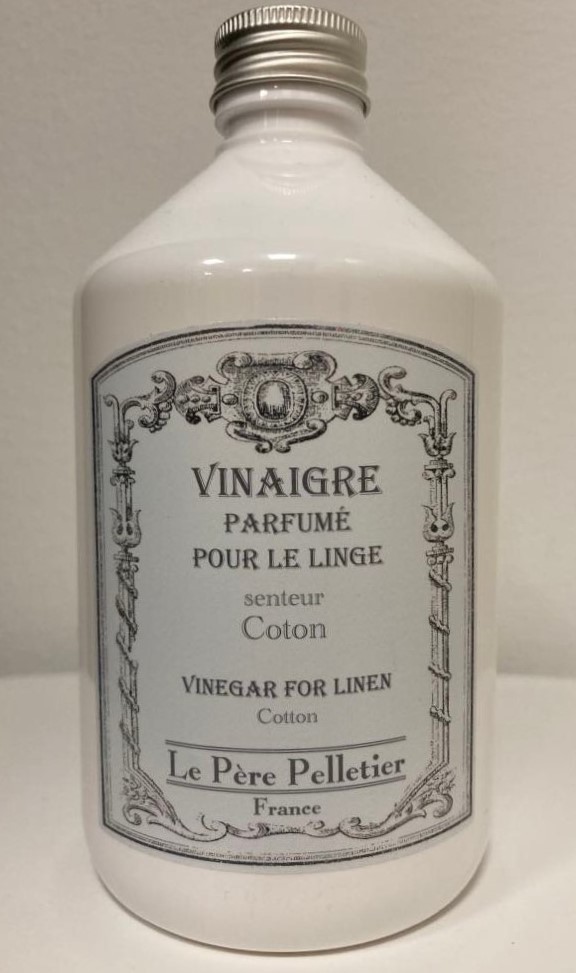 VINAIGRE
PARFUMÉ
POUR LE LINGE
senteur
Coton
VINEGAR FOR LINEN
Cotton
Le Père Pelletier
France